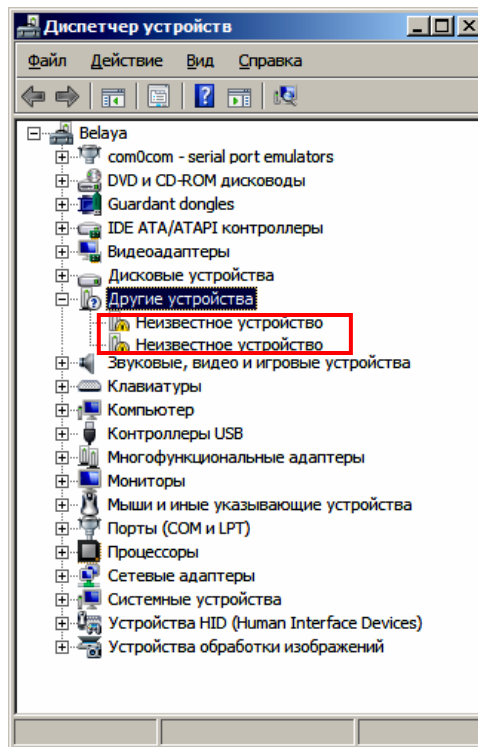 Диспетчер устройств
Файл Действие Вид Справка
Belaya
com0com - serial port emulators
DVD и CD-ROM дисководы
Guardant dongles
IDE ATA/ATAPI контроллеры
Видеоадаптеры
Дисковые устройства
Другие устройства
Неизвестное устройство
Неизвестное устройство
Звуковые, видео и игровые устройства
Клавиатуры
Компьютер
Контроллеры USB
Многофункциональные адаптеры
Мониторы
Мыши и иные указывающие устройства
Порты (COM и LPT)
Процессоры
Сетевые адаптеры
Системные устройства
Устройства HID (Human Interface Devices)
Устройства обработки изображений